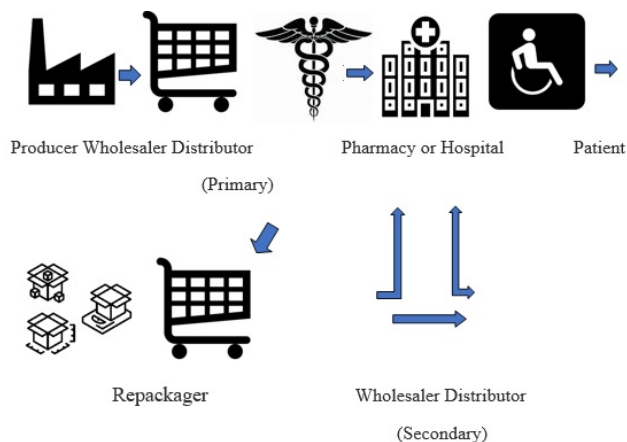 Producer Wholesaler Distributor Pharmacy or Hospital Patient
(Primary)
Repackager Wholesaler Distributor
(Secondary)